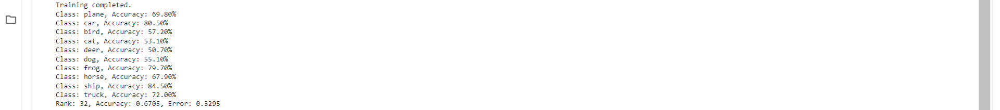 Training completed.
Class: plane, Accuracy: 69.80%
Class: car, Accuracy: 80.50%
Class: bird, Accuracy: 57.20%
Class: cat, Accuracy: 53.10%
Class: deer, Accuracy: 50.70%
Class: dog, Accuracy: 55.10%
Class: frog, Accuracy: 79.70%
Class: horse, Accuracy: 67.90%
Class: ship, Accuracy: 84.50%
Class: truck, Accuracy: 72.00%
Rank: 32, Accuracy: 0.6705, Error: 0.3295